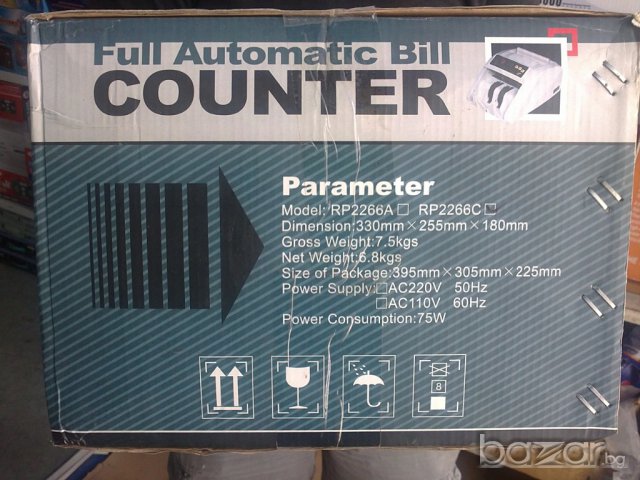 Full Automatic Bill
COUNTER
Parameter
Model: RP2266A☐ RP2266C☐
Dimension:330mm×255mm×180mm
Gross Weight:7.5kgs
Net Weight:6.8kgs
Size of Package:395mm×305mm×225mm
Power Supply:☐AC220V 50Hz
☐AC110V 60Hz
Power Consumption:75W
8
bazar.bg